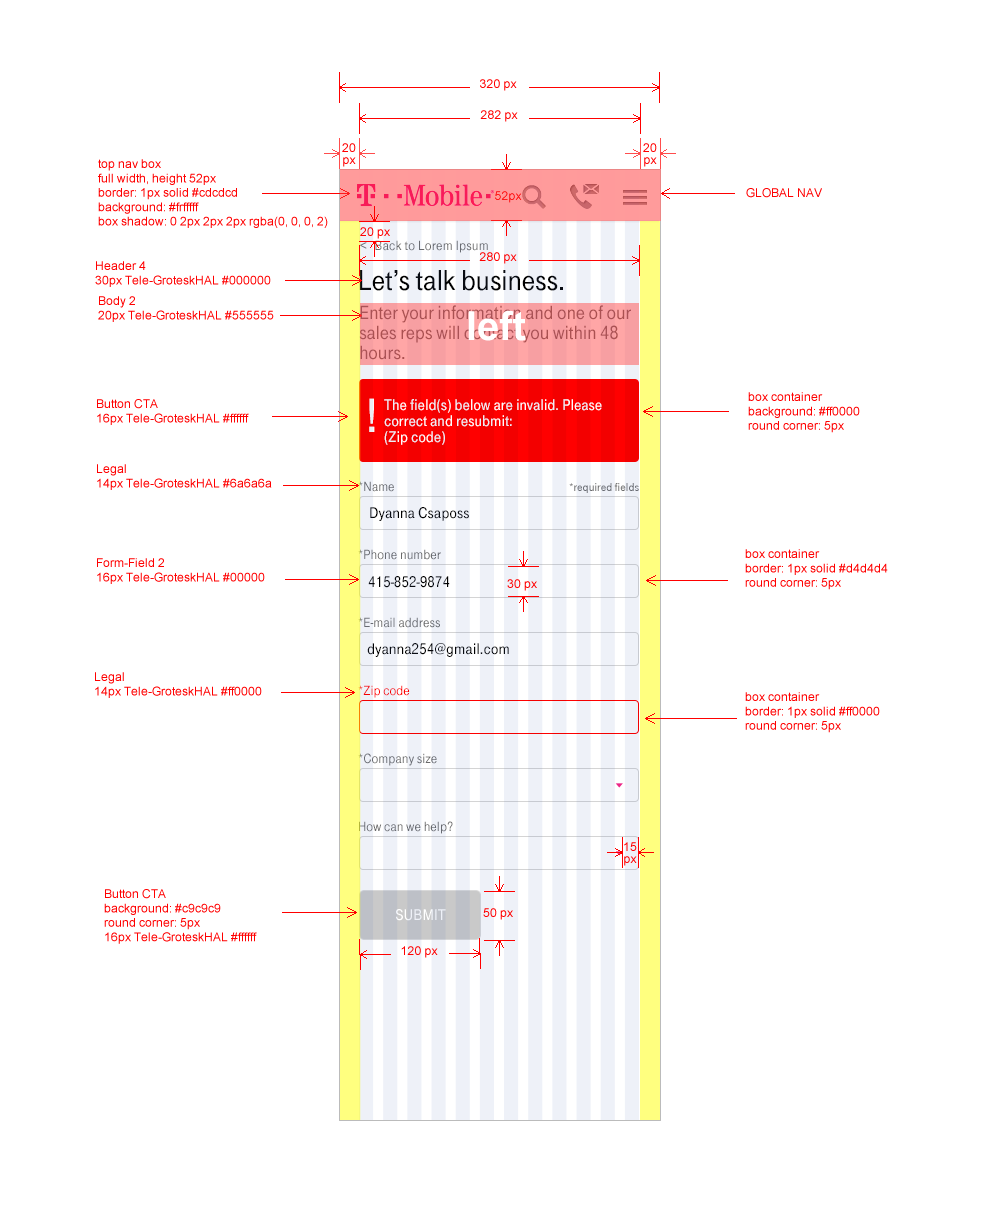 320 px
282 px
20 px
20 px
top nav box
full width, height 52px
border: 1px solid #cdcdcd
background: #frffff
box shadow: 0 2px 2px 2px rgba(0, 0, 0, 2)
T··Mobile·
52px
GLOBAL NAV
20 px
< Back to Lorem Ipsum
280 px
Header 4
30px Tele-GroteskHAL #000000
Let's talk business.
Body 2
20px Tele-GroteskHAL #555555
Enter your information and one of our
sales reps will contact you within 48
hours.
left
Button CTA
16px Tele-GroteskHAL #ffffff
! The field(s) below are invalid. Please
correct and resubmit:
(Zip code)
box container
background: #ff0000
round corner: 5px
Legal
14px Tele-GroteskHAL #6a6a6a
*Name
*required fields
Dyanna Csaposs
*Phone number
Form-Field 2
16px Tele-GroteskHAL #00000
415-852-9874
30 px
box container
border: 1px solid #d4d4d4
round corner: 5px
*E-mail address
dyanna254@gmail.com
Legal
14px Tele-GroteskHAL #ff0000
*Zip code
box container
border: 1px solid #ff0000
round corner: 5px
*Company size
How can we help?
15
px
Button CTA
background: #c9c9c9
round corner: 5px
16px Tele-GroteskHAL #ffffff
SUBMIT
50 px
120 px